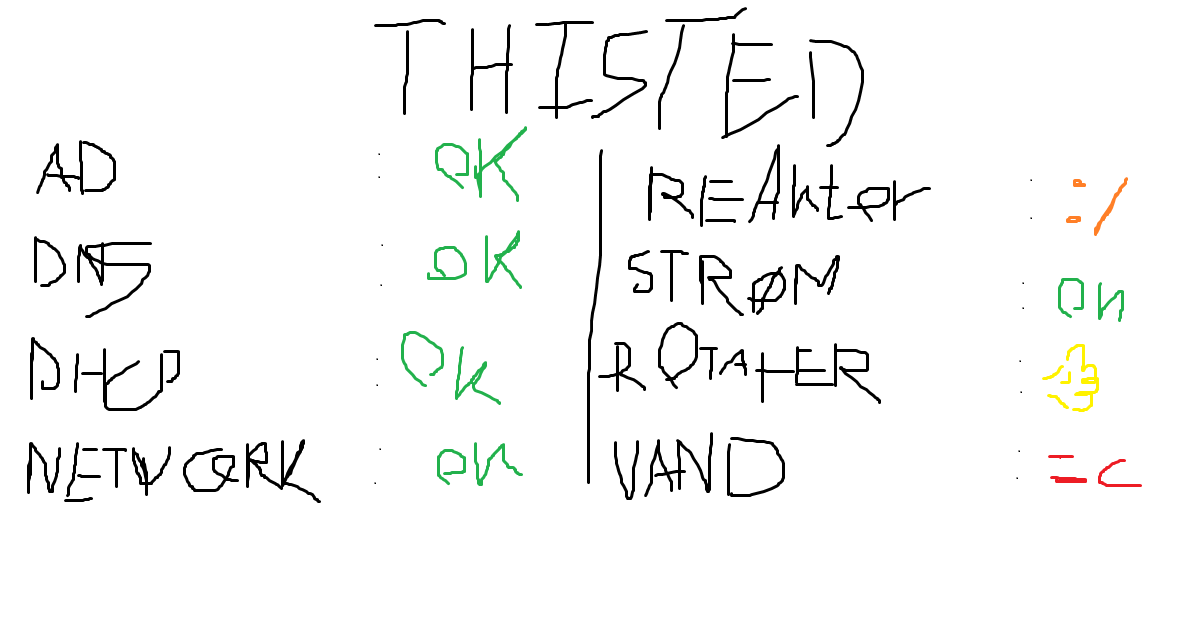 THISTED
AD : OK
DNS : OK
DHCP : Ok
NETWORK : on
REAktor : :/
STRØM : on
ROTATER :
VAND : =c